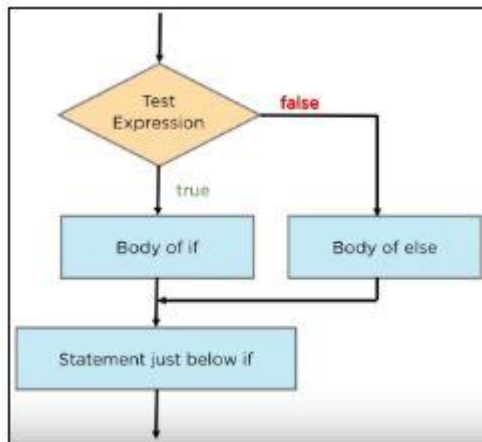 Test
Expression
false
true
Body of if
Body of else
Statement just below if